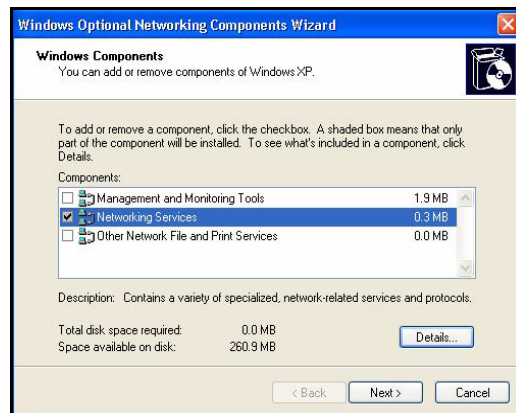 Windows Optional Networking Components Wizard
Windows Components
You can add or remove components of Windows XP.
To add or remove a component, click the checkbox. A shaded box means that only
part of the component will be installed. To see what's included in a component, click
Details.
Components:
Management and Monitoring Tools 1.9 MB
Networking Services 0.3 MB
Other Network File and Print Services 0.0 MB
Description: Contains a variety of specialized, network-related services and protocols.
Total disk space required: 0.0 MB
Space available on disk: 260.9 MB
Details...
< Back Next > Cancel